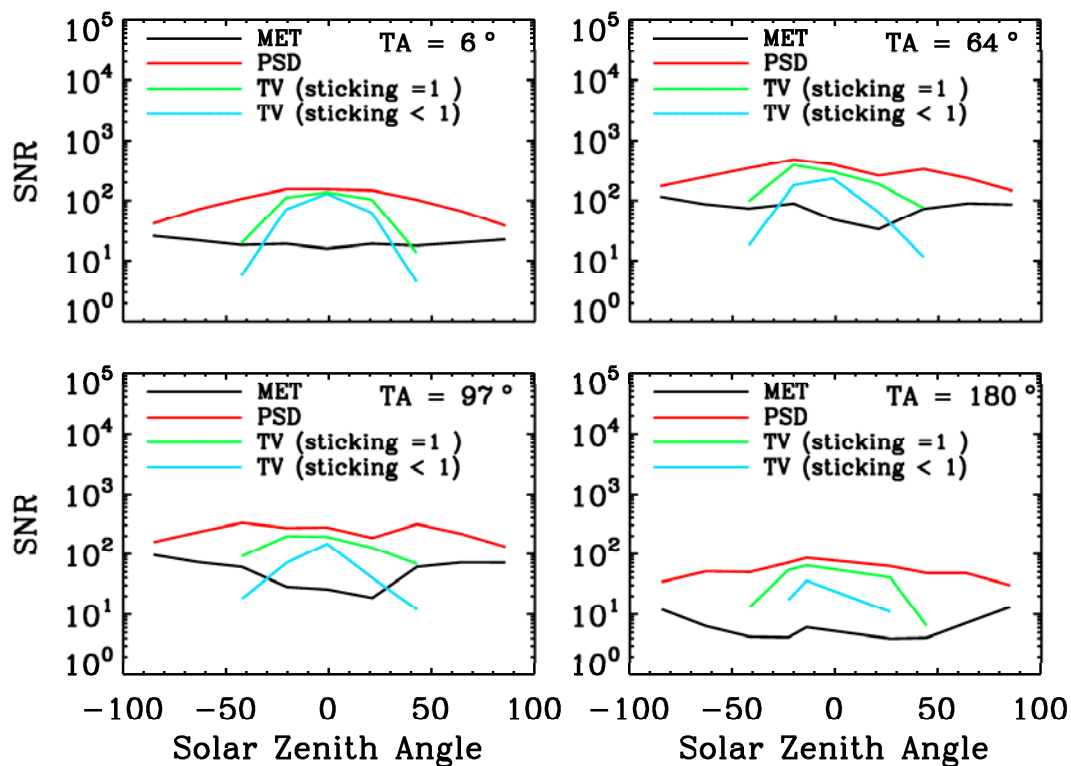 10^5
10^4
10^3
10^2
10^1
10^0
SNR
MET
PSD
TV (sticking =1 )
TV (sticking < 1)
TA = 6°
10^5
10^4
10^3
10^2
10^1
10^0
MET
PSD
TV (sticking =1 )
TV (sticking < 1)
TA = 64°
10^5
10^4
10^3
10^2
10^1
10^0
SNR
MET
PSD
TV (sticking =1 )
TV (sticking < 1)
TA = 97°
-100 -50 0 50 100
Solar Zenith Angle
10^5
10^4
10^3
10^2
10^1
10^0
MET
PSD
TV (sticking =1 )
TV (sticking < 1)
TA = 180°
-100 -50 0 50 100
Solar Zenith Angle